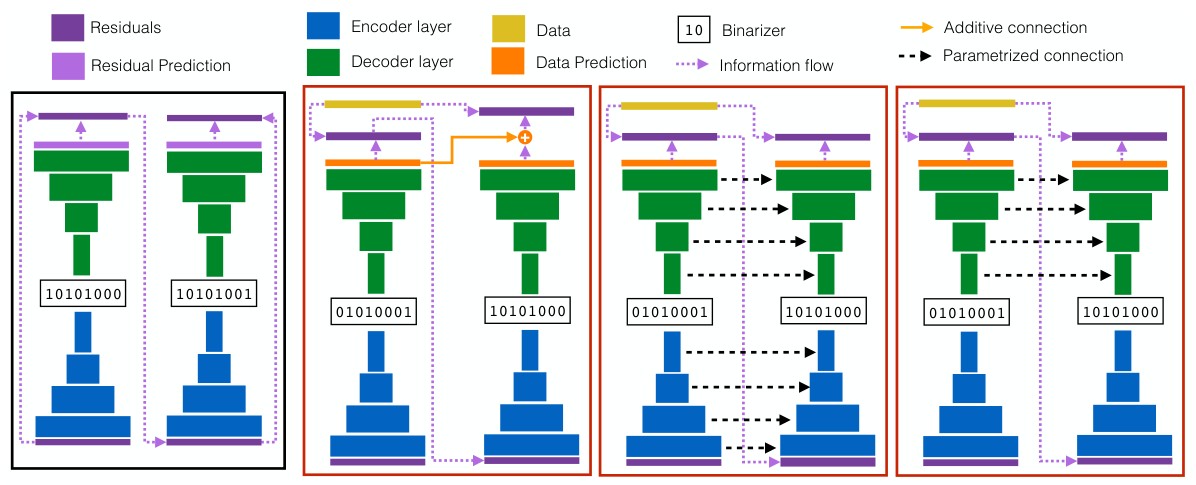 Residuals
Residual Prediction
Encoder layer
Decoder layer
Data
Data Prediction
10 Binarizer
Information flow
Additive connection
Parametrized connection
10101000
10101001
01010001
10101000
01010001
10101000
01010001
10101000